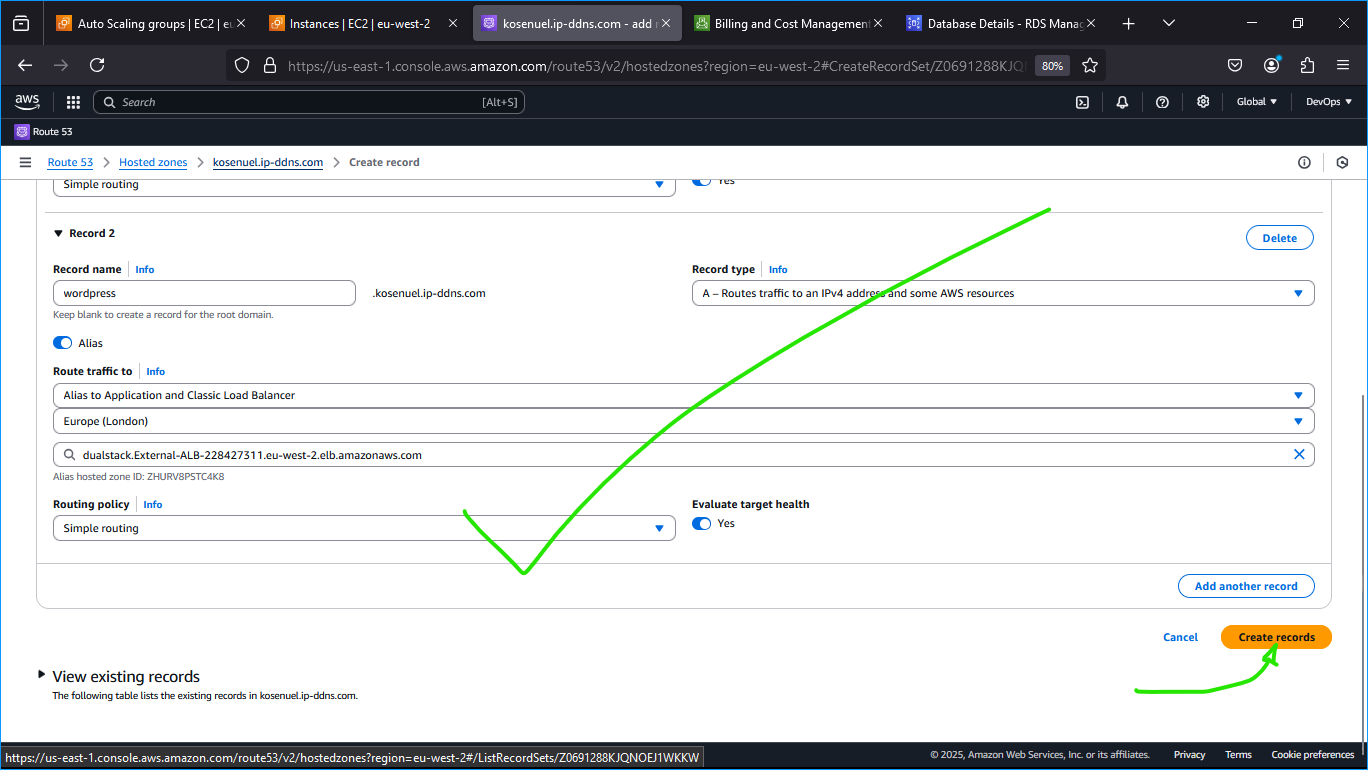 Auto Scaling groups | EC2 | eu
Instances | EC2 | eu-west-2
kosenuel.ip-ddns.com - add r
Billing and Cost Management
Database Details - RDS Manag
https://us-east-1.console.aws.amazon.com/route53/v2/hostedzones?region=eu-west-2#CreateRecordSet/Z0691288KJQN
80%
aws
Search
[Alt+S]
Global
DevOps
Route 53
Route 53
Hosted zones
kosenuel.ip-ddns.com
Create record
Simple routing
Yes
Record 2
Delete
Record name
Info
Record type
Info
wordpress
.kosenuel.ip-ddns.com
A – Routes traffic to an IPv4 address and some AWS resources
Keep blank to create a record for the root domain.
Alias
Route traffic to
Info
Alias to Application and Classic Load Balancer
Europe (London)
dualstack.External-ALB-228427311.eu-west-2.elb.amazonaws.com
Alias hosted zone ID: ZHURV8PSTC4K8
Routing policy
Info
Evaluate target health
Simple routing
Yes
Add another record
Cancel
Create records
View existing records
The following table lists the existing records in kosenuel.ip-ddns.com.
https://us-east-1.console.aws.amazon.com/route53/v2/hostedzones?region=eu-west-2#/ListRecordSets/Z0691288KJQNOEJ1WKKW
© 2025, Amazon Web Services, Inc. or its affiliates.
Privacy
Terms
Cookie preferences